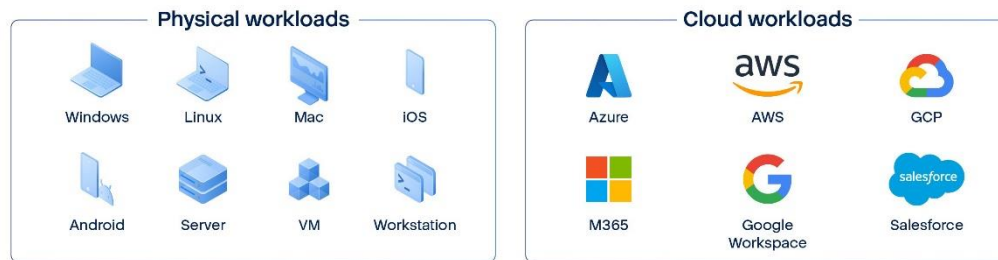 Physical workloads
Windows Linux Mac iOS
Android Server VM Workstation
Cloud workloads
aws
Azure AWS GCP
salesforce
M365 Google Workspace Salesforce